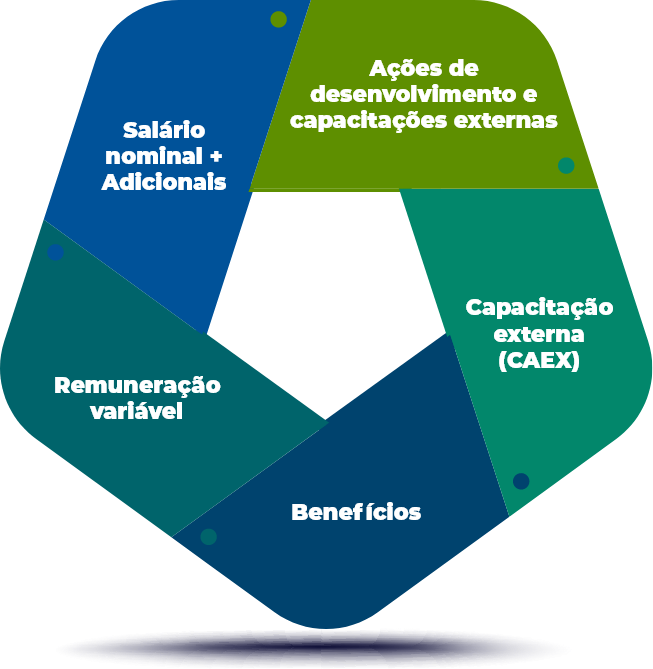 Ações de
desenvolvimento e
capacitações externas
Salário
nominal +
Adicionais
Capacitação
externa
(CAEX)
Remuneração
variável
Benefícios